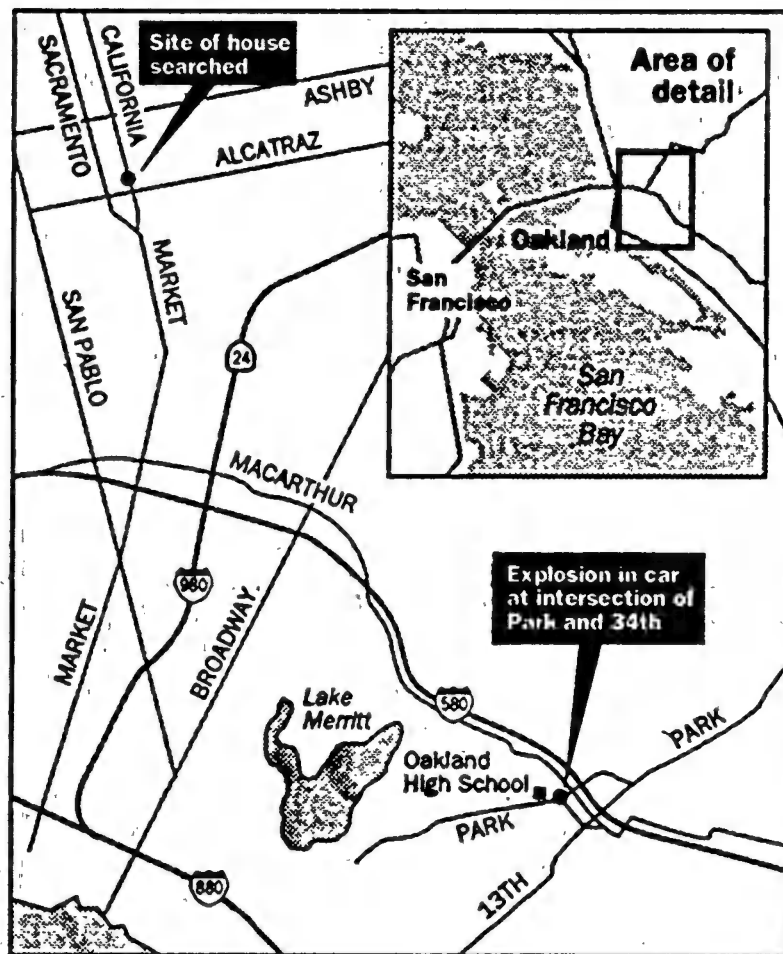 Site of house
searched
SACRAMENTO
CALIFORNIA
ASHBY
ALCATRAZ
MARKET
SAN PABLO
24
Area of
detail
Oakland
San
Francisco
San
Francisco
Bay
MACARTHUR
980
BROADWAY
MARKET
Explosion in car
at intersection of
Park and 34th
Lake
Merritt
580
PARK
Oakland
High School
PARK
13TH
880